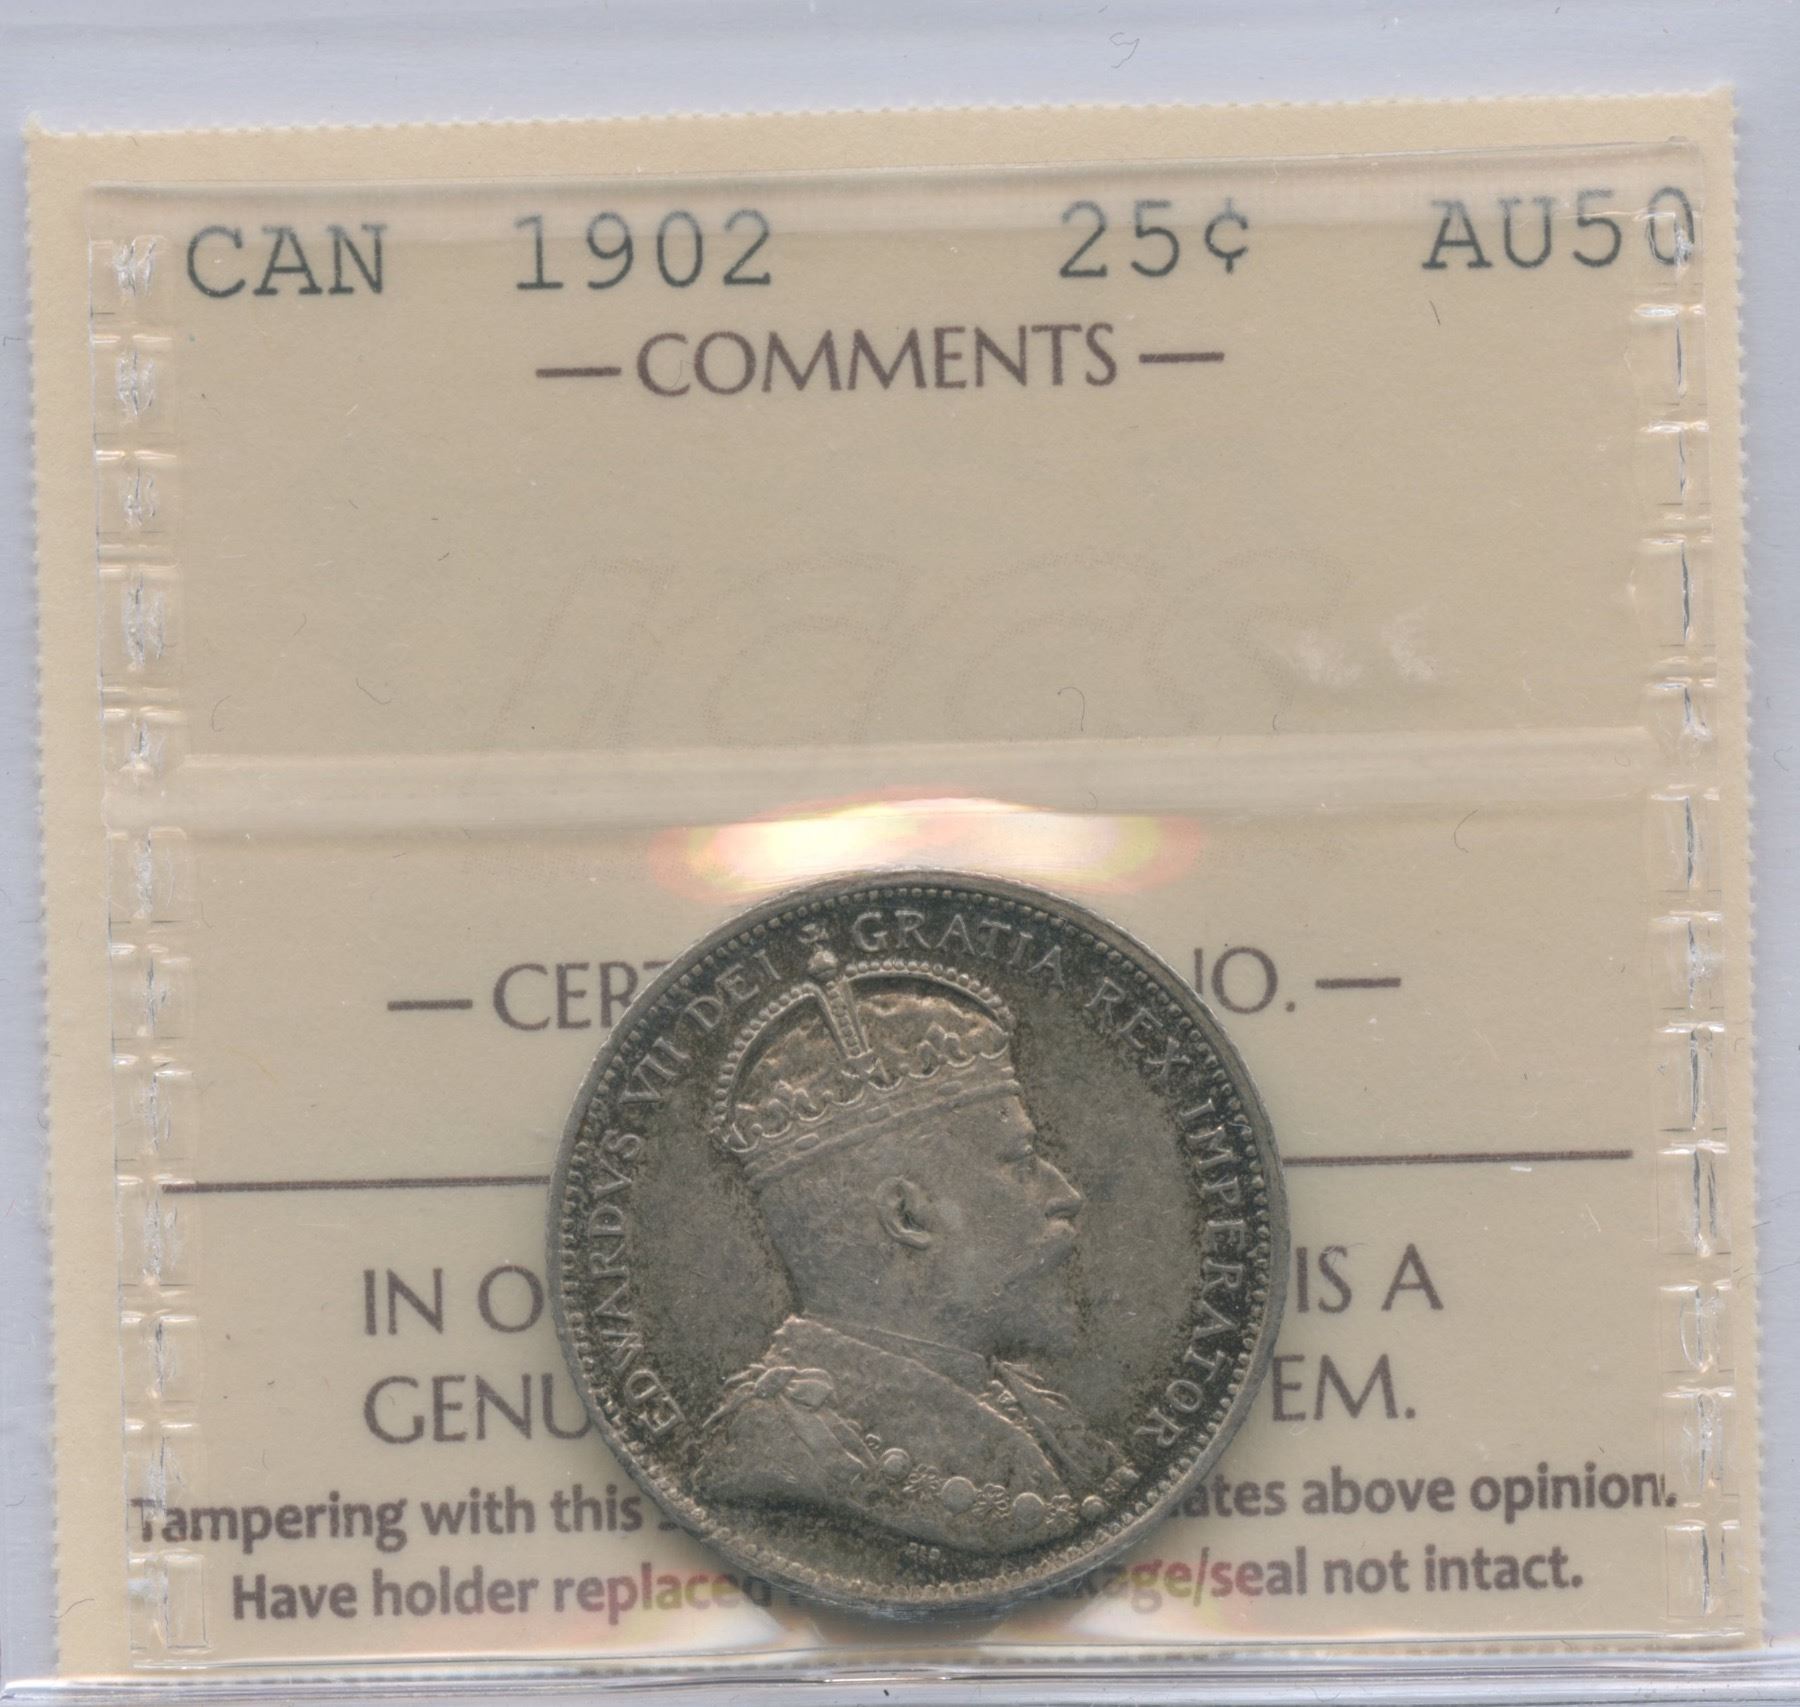 CAN 1902 25¢ AU50
— COMMENTS —
— CER NO. —
IN O IS A
GENU EM.
Tampering with this ates above opinion.
Have holder replaced age/seal not intact.
EDWARDVS VII DEI GRATIA REX IMPERATOR